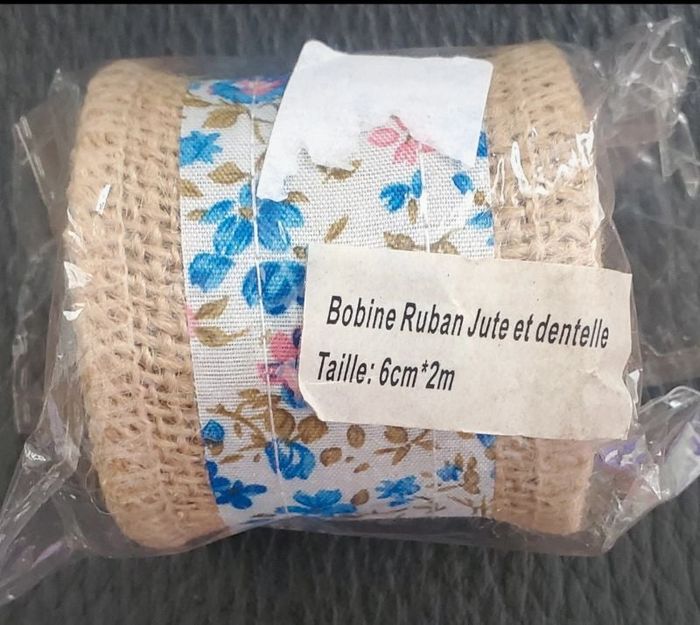 Bobine Ruban Jute et dentelle
Taille: 6cm*2m